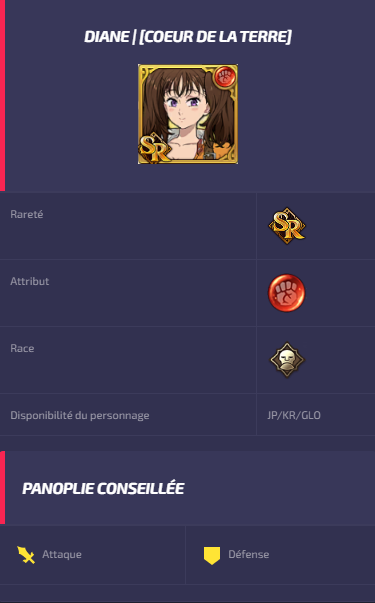 DIANE | [COEUR DE LA TERRE]
SR
Rareté
SR
Attribut
Race
Disponibilité du personnage JP/KR/GLO
PANOPLIE CONSEILLÉE
Attaque Défense